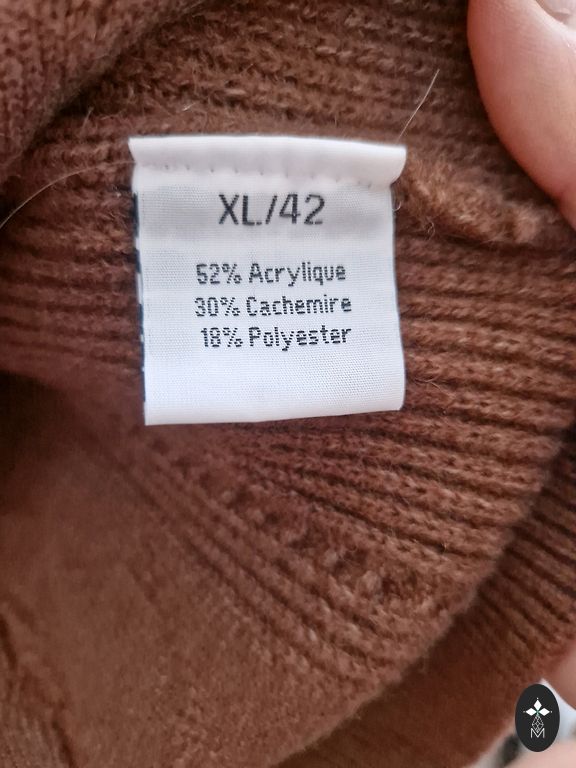 XL/42
52% Acrylique
30% Cachemire
18% Polyester